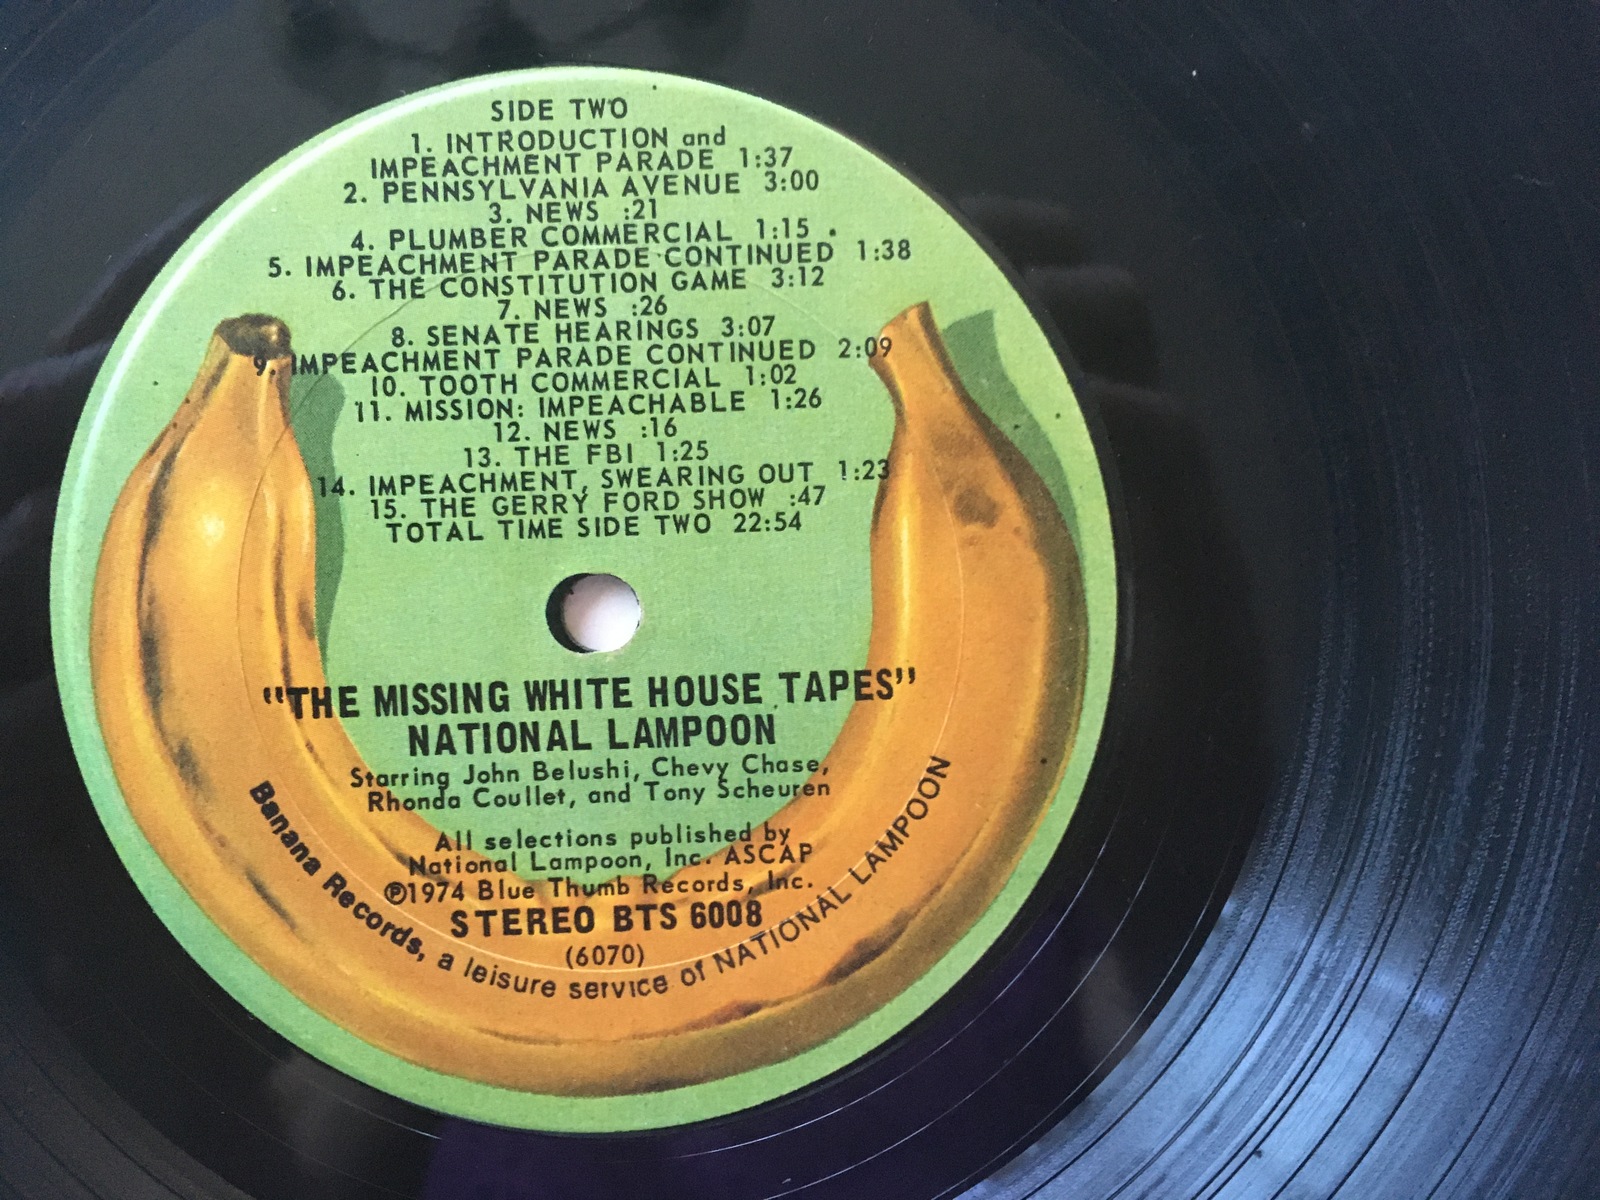 SIDE TWO
1. INTRODUCTION and
IMPEACHMENT PARADE 1:37
2. PENNSYLVANIA AVENUE 3:00
3. NEWS :21
4. PLUMBER COMMERCIAL 1:15
5. IMPEACHMENT PARADE CONTINUED 1:38
6. THE CONSTITUTION GAME 3:12
7. NEWS :26
8. SENATE HEARINGS 3:07
9. IMPEACHMENT PARADE CONTINUED 2:09
10. TOOTH COMMERCIAL 1:02
11. MISSION: IMPEACHABLE 1:26
12. NEWS :16
13. THE FBI 1:25
14. IMPEACHMENT, SWEARING OUT 1:23
15. THE GERRY FORD SHOW :47
TOTAL TIME SIDE TWO 22:54
"THE MISSING WHITE HOUSE TAPES"
NATIONAL LAMPOON
Starring John Belushi, Chevy Chase,
Rhonda Coullet, and Tony Scheuren
All selections published by
National Lampoon, Inc. ASCAP
℗1974 Blue Thumb Records, Inc.
STEREO BTS 6008
(6070)
Banana Records, a leisure service of NATIONAL LAMPOON